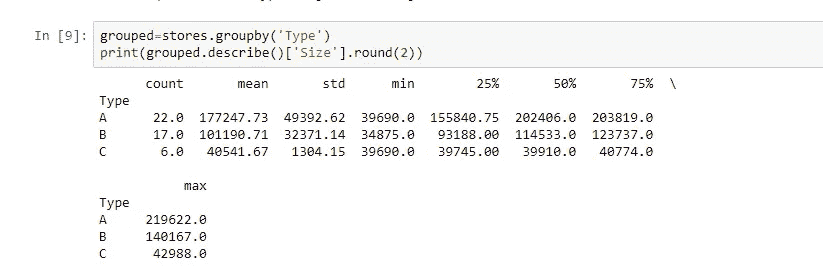 In [9]: grouped=stores.groupby('Type')
print(grouped.describe()['Size'].round(2))
count mean std min 25% 50% 75% \
Type
A 22.0 177247.73 49392.62 39690.0 155840.75 202406.0 203819.0
B 17.0 101190.71 32371.14 34875.0 93188.00 114533.0 123737.0
C 6.0 40541.67 1304.15 39690.0 39745.00 39910.0 40774.0
max
Type
A 219622.0
B 140167.0
C 42988.0